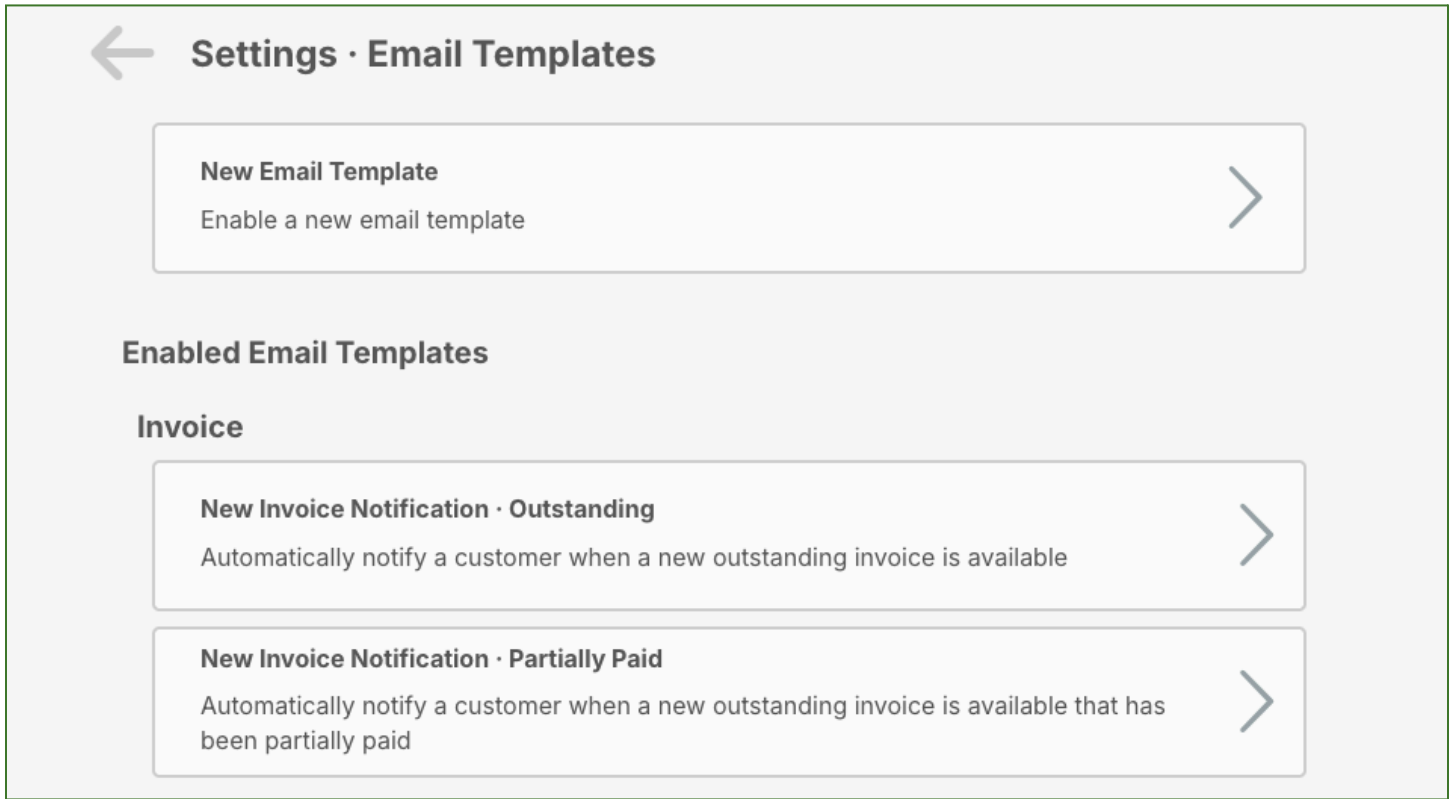 Settings · Email Templates
New Email Template
Enable a new email template
Enabled Email Templates
Invoice
New Invoice Notification · Outstanding
Automatically notify a customer when a new outstanding invoice is available
New Invoice Notification · Partially Paid
Automatically notify a customer when a new outstanding invoice is available that has
been partially paid